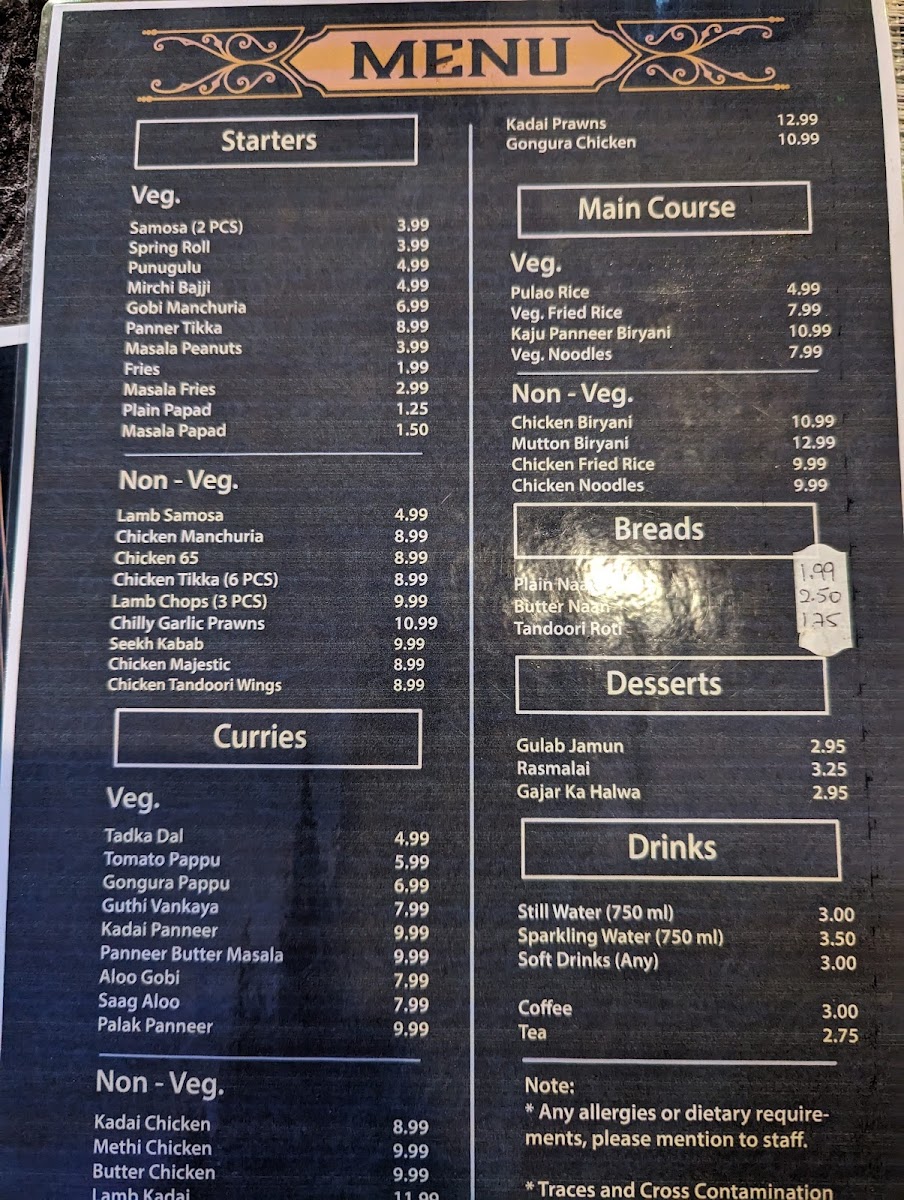 MENU
Starters
Veg.
Samosa (2 PCS) 3.99
Spring Roll 3.99
Punugulu 4.99
Mirchi Bajji 4.99
Gobi Manchuria 6.99
Panner Tikka 8.99
Masala Peanuts 3.99
Fries 1.99
Masala Fries 2.99
Plain Papad 1.25
Masala Papad 1.50
Non - Veg.
Lamb Samosa 4.99
Chicken Manchuria 8.99
Chicken 65 8.99
Chicken Tikka (6 PCS) 8.99
Lamb Chops (3 PCS) 9.99
Chilly Garlic Prawns 10.99
Seekh Kabab 9.99
Chicken Majestic 8.99
Chicken Tandoori Wings 8.99
Curries
Veg.
Tadka Dal 4.99
Tomato Pappu 5.99
Gongura Pappu 6.99
Guthi Vankaya 7.99
Kadai Panneer 9.99
Panneer Butter Masala 9.99
Aloo Gobi 7.99
Saag Aloo 7.99
Palak Panneer 9.99
Non - Veg.
Kadai Chicken 8.99
Methi Chicken 9.99
Butter Chicken 9.99
Lamb Kadai 11.99
Kadai Prawns 12.99
Gongura Chicken 10.99
Main Course
Veg.
Pulao Rice 4.99
Veg. Fried Rice 7.99
Kaju Panneer Biryani 10.99
Veg. Noodles 7.99
Non - Veg.
Chicken Biryani 10.99
Mutton Biryani 12.99
Chicken Fried Rice 9.99
Chicken Noodles 9.99
Breads
Plain Naan 1.99
Butter Naan 2.50
Tandoori Roti 1.75
Desserts
Gulab Jamun 2.95
Rasmalai 3.25
Gajar Ka Halwa 2.95
Drinks
Still Water (750 ml) 3.00
Sparkling Water (750 ml) 3.50
Soft Drinks (Any) 3.00
Coffee 3.00
Tea 2.75
Note:
* Any allergies or dietary require-
ments, please mention to staff.
* Traces and Cross Contamination